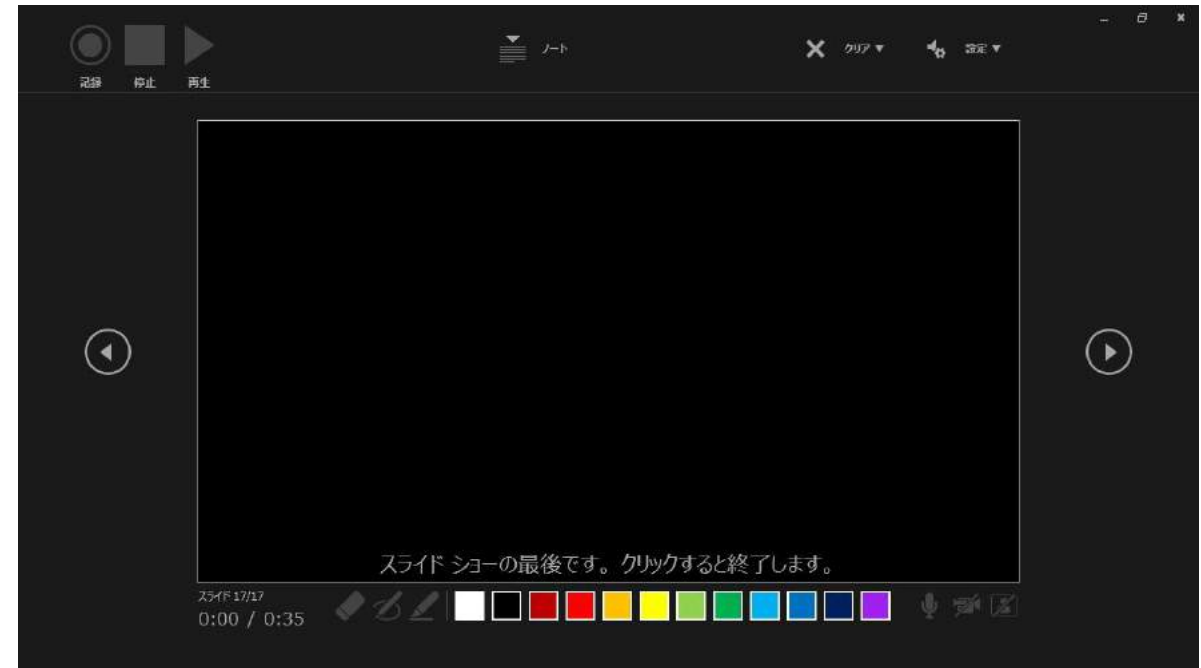 ノート
クリア ▼
設定 ▼
記録
停止
再生
スライド ショーの最後です。クリックすると終了します。
スライド 17/17
0:00 / 0:35